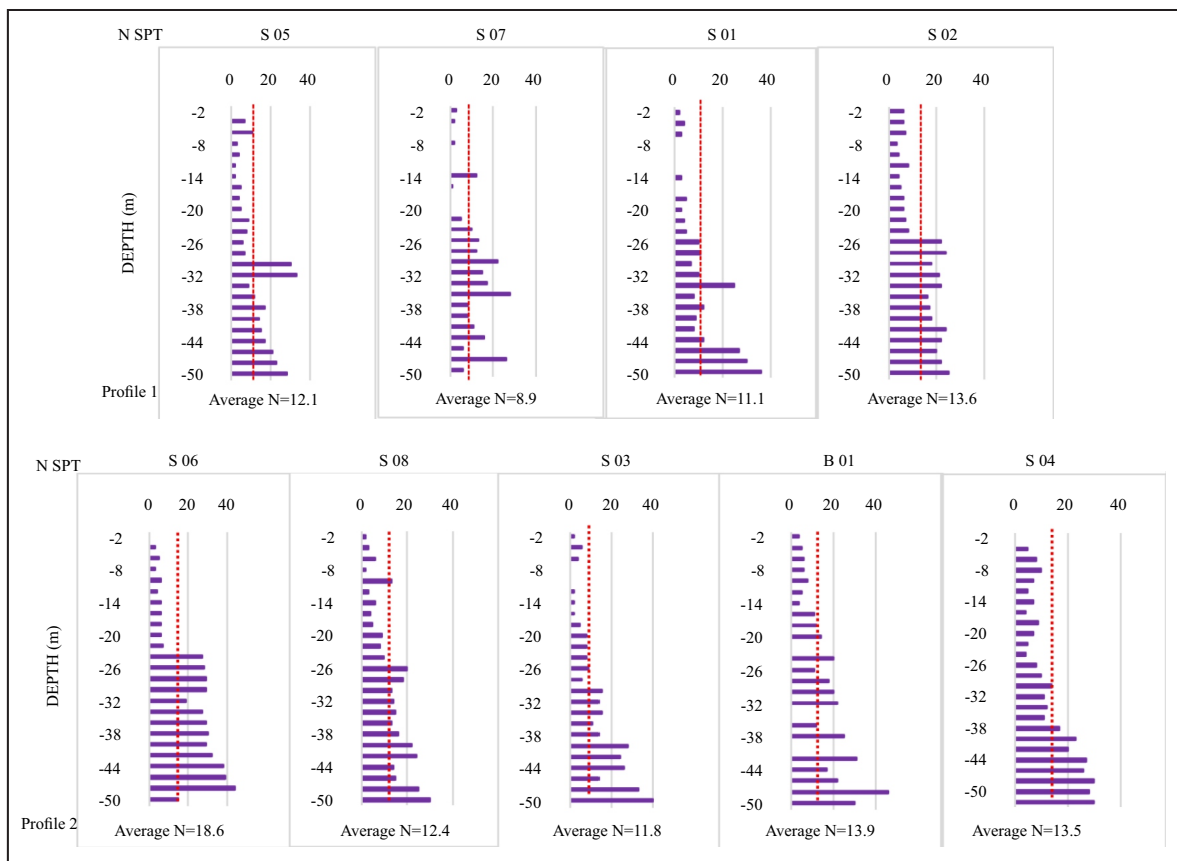 N SPT S 05 S 07 S 01 S 02
0 20 40 0 20 40 0 20 40 0 20 40
DEPTH (m)
-2 -2 -2 -2
-8 -8 -8 -8
-14 -14 -14 -14
-20 -20 -20 -20
-26 -26 -26 -26
-32 -32 -32 -32
-38 -38 -38 -38
-44 -44 -44 -44
-50 -50 -50 -50
Profile 1 Average N=12.1 Average N=8.9 Average N=11.1 Average N=13.6
N SPT S 06 S 08 S 03 B 01 S 04
0 20 40 0 20 40 0 20 40 0 20 40 0 20 40
DEPTH (m)
-2 -2 -2 -2 -2
-8 -8 -8 -8 -8
-14 -14 -14 -14 -14
-20 -20 -20 -20 -20
-26 -26 -26 -26 -26
-32 -32 -32 -32 -32
-38 -38 -38 -38 -38
-44 -44 -44 -44 -44
-50 -50 -50 -50 -50
Profile 2 Average N=18.6 Average N=12.4 Average N=11.8 Average N=13.9 Average N=13.5